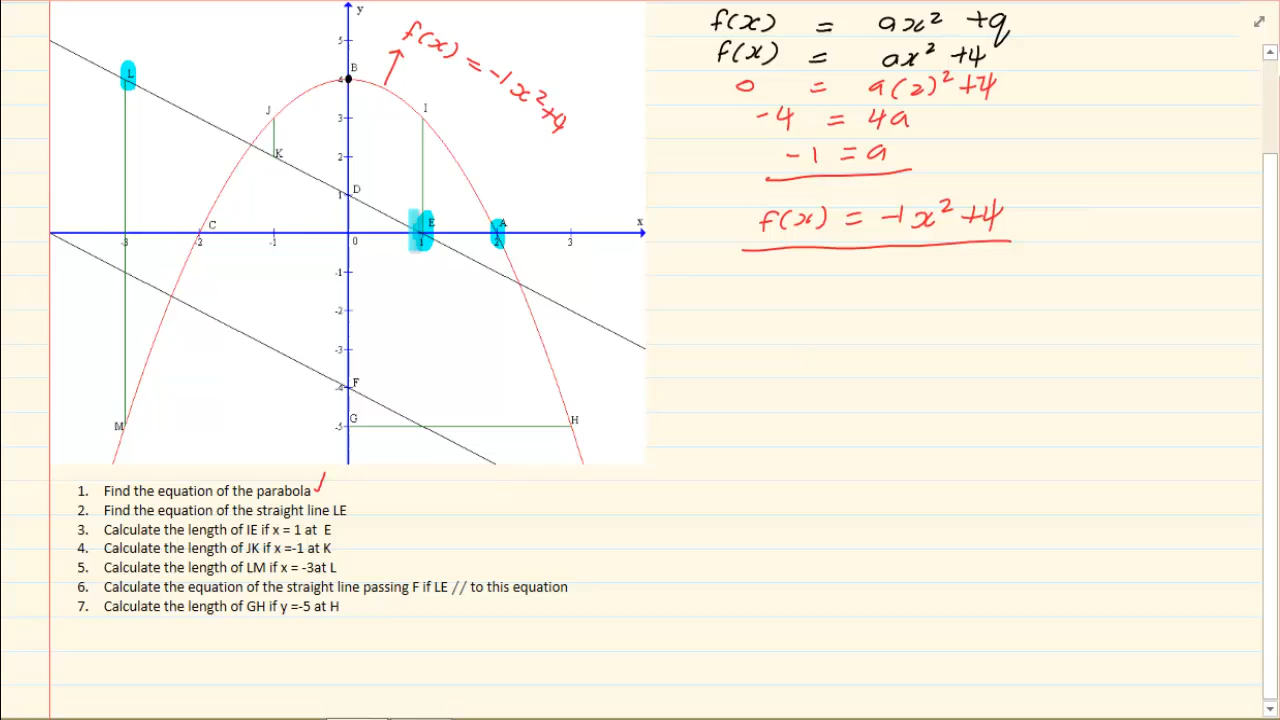 y
5
L
B
4
f(x) = -1x²+4
J
I
3
K
2
D
1
C
E
A
x
-3
-2
-1
0
1
2
3
-1
-2
-3
F
-4
M
G
H
-5
f(x) = ax² +q
f(x) = ax² +4
0 = a(2)²+4
-4 = 4a
-1 = a
f(x) = -1x²+4
1. Find the equation of the parabola ✓
2. Find the equation of the straight line LE
3. Calculate the length of IE if x = 1 at E
4. Calculate the length of JK if x =-1 at K
5. Calculate the length of LM if x = -3at L
6. Calculate the equation of the straight line passing F if LE // to this equation
7. Calculate the length of GH if y =-5 at H